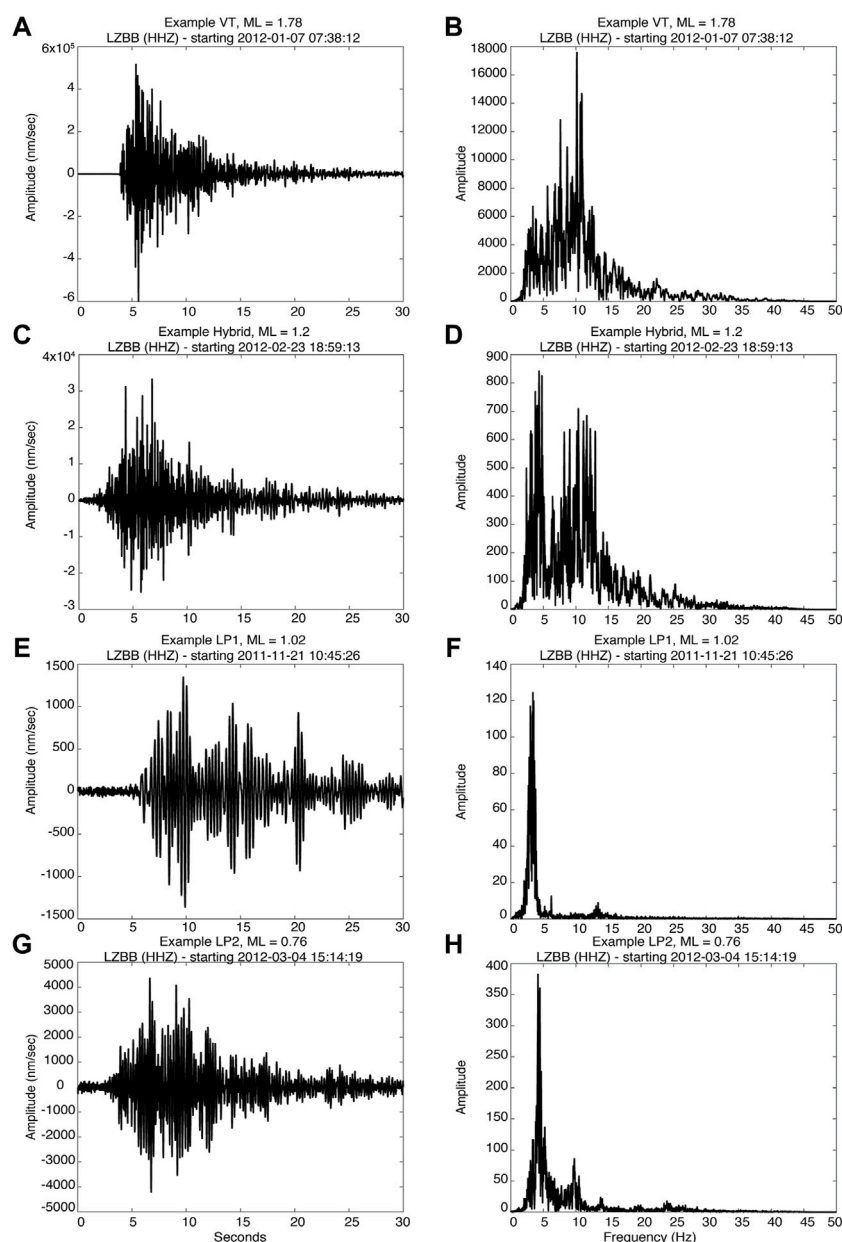 A
Example VT, ML = 1.78
LZBB (HHZ) - starting 2012-01-07 07:38:12
6x10⁵
4
2
0
-2
-4
-6
Amplitude (nm/sec)
0 5 10 15 20 25 30
B
Example VT, ML = 1.78
LZBB (HHZ) - starting 2012-01-07 07:38:12
18000
16000
14000
12000
10000
8000
6000
4000
2000
0
Amplitude
0 5 10 15 20 25 30 35 40 45 50
C
Example Hybrid, ML = 1.2
LZBB (HHZ) - starting 2012-02-23 18:59:13
4x10⁴
3
2
1
0
-1
-2
-3
Amplitude (nm/sec)
0 5 10 15 20 25 30
D
Example Hybrid, ML = 1.2
LZBB (HHZ) - starting 2012-02-23 18:59:13
900
800
700
600
500
400
300
200
100
0
Amplitude
0 5 10 15 20 25 30 35 40 45 50
E
Example LP1, ML = 1.02
LZBB (HHZ) - starting 2011-11-21 10:45:26
1500
1000
500
0
-500
-1000
-1500
Amplitude (nm/sec)
0 5 10 15 20 25 30
F
Example LP1, ML = 1.02
LZBB (HHZ) - starting 2011-11-21 10:45:26
140
120
100
80
60
40
20
0
Amplitude
0 5 10 15 20 25 30 35 40 45 50
G
Example LP2, ML = 0.76
LZBB (HHZ) - starting 2012-03-04 15:14:19
5000
4000
3000
2000
1000
0
-1000
-2000
-3000
-4000
-5000
Amplitude (nm/sec)
0 5 10 15 20 25 30
Seconds
H
Example LP2, ML = 0.76
LZBB (HHZ) - starting 2012-03-04 15:14:19
400
350
300
250
200
150
100
50
0
Amplitude
0 5 10 15 20 25 30 35 40 45 50
Frequency (Hz)